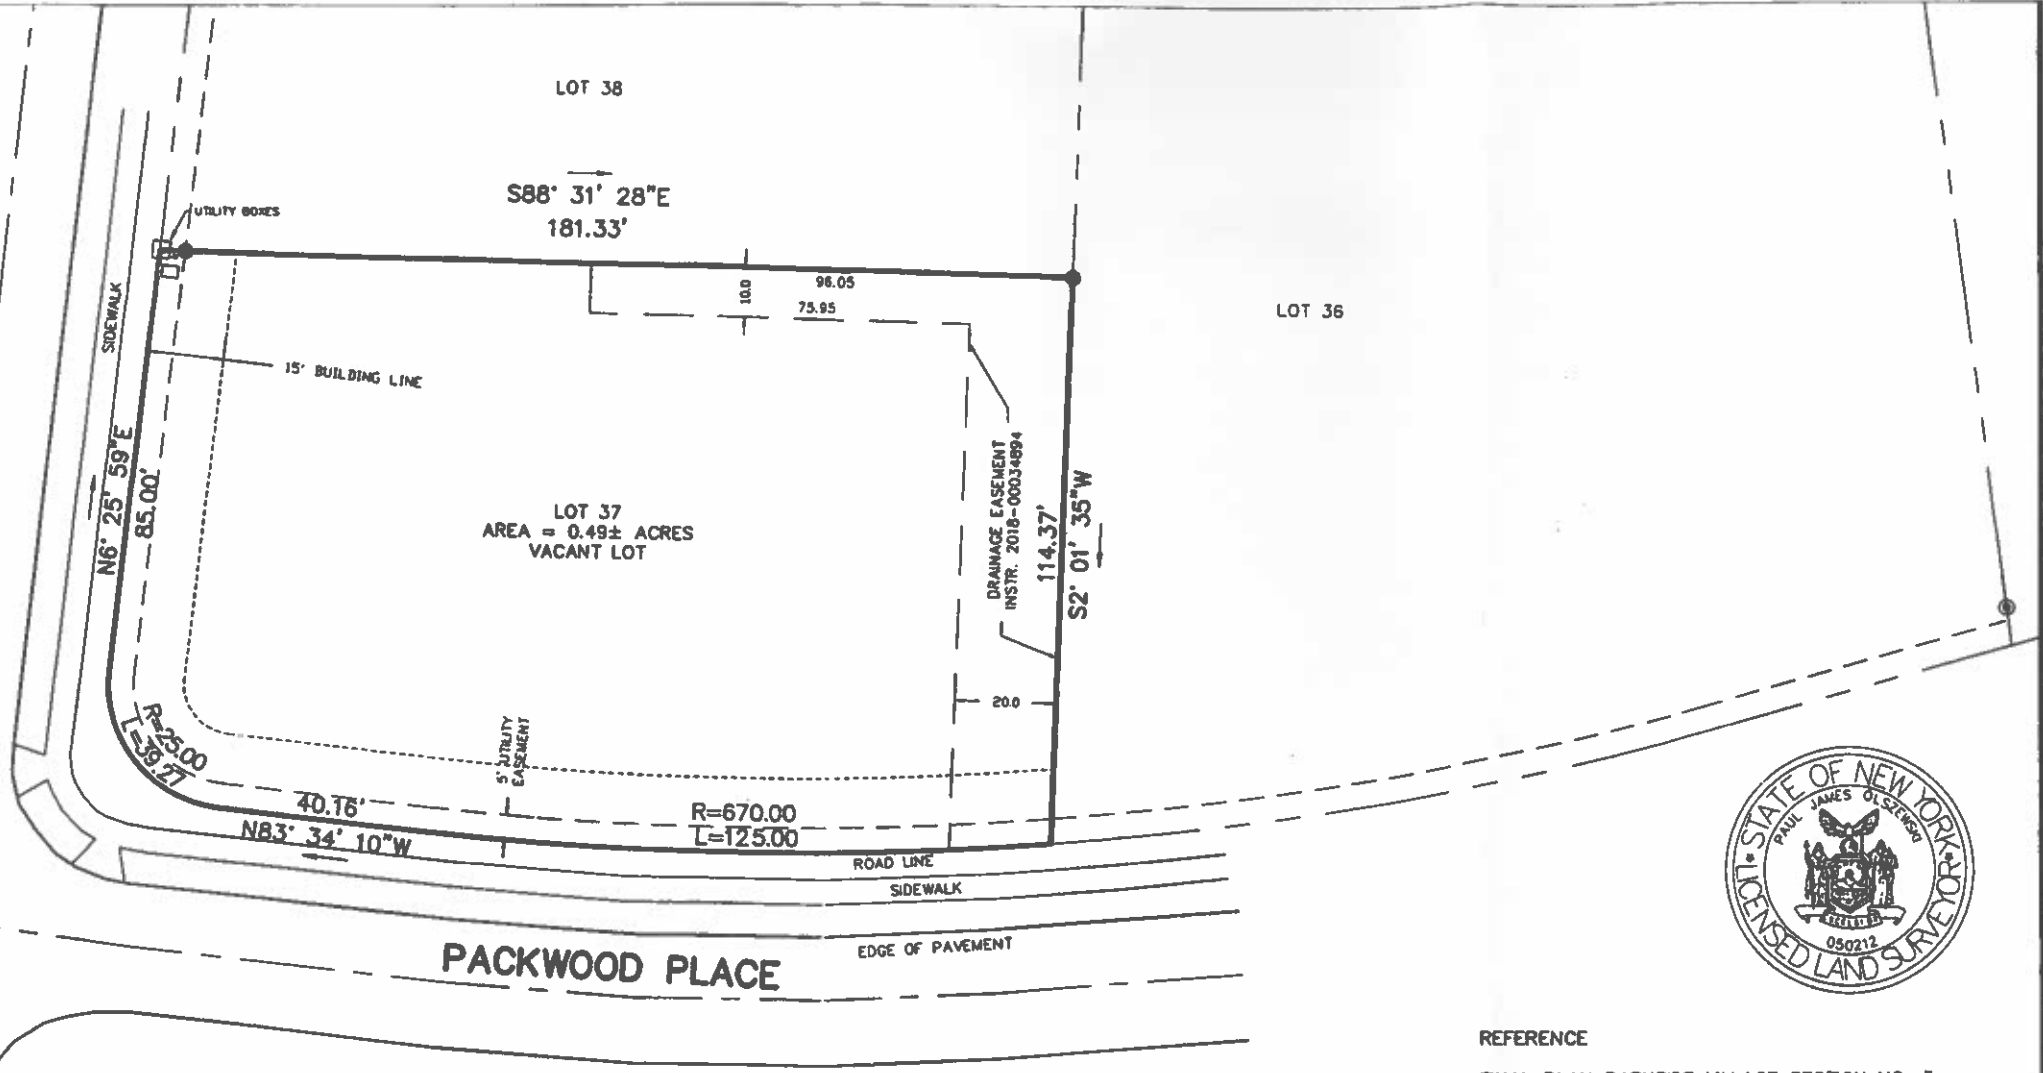 LOT 38
S88° 31' 28"E
181.33'
UTILITY BOXES
96.05
10.0
75.95
LOT 36
SIDEWALK
15' BUILDING LINE
N6° 25' 59"E
85.00'
LOT 37
AREA = 0.49± ACRES
VACANT LOT
DRAINAGE EASEMENT
INSTR. 2018-00034894
114.37'
S2° 01' 35"W
20.0
R=25.00
L=39.27
5' UTILITY
EASEMENT
40.16'
N83° 34' 10"W
R=670.00
L=125.00
ROAD LINE
SIDEWALK
EDGE OF PAVEMENT
PACKWOOD PLACE
STATE OF NEW YORK
PAUL JAMES OLSZEWSKI
EXCELSIOR
050212
LICENSED LAND SURVEYOR
REFERENCE